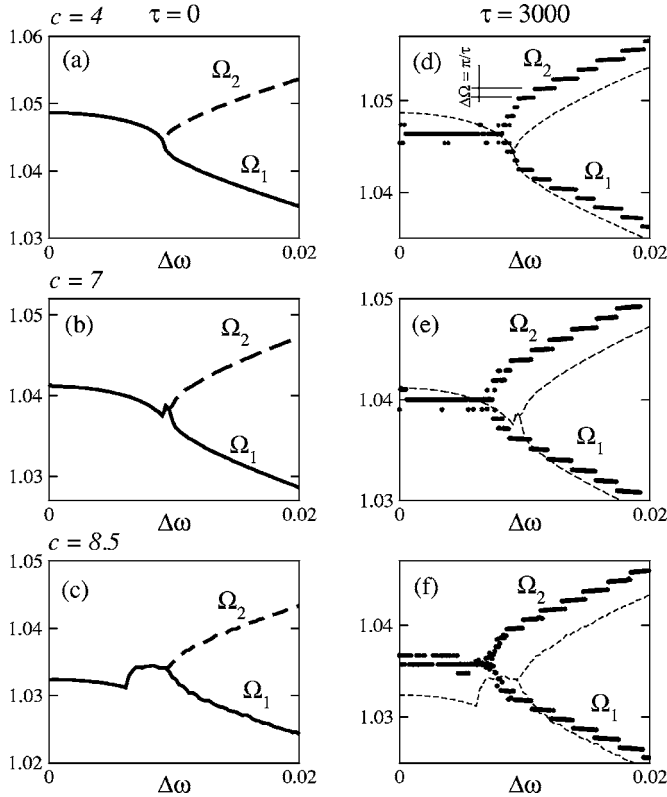 c = 4 τ = 0 τ = 3000
1.06
(a)
Ω₂
1.05
1.04
Ω₁
1.03
0 Δω 0.02
(d)
ΔΩ = π/τ
Ω₂
1.05
1.04
Ω₁
0 Δω 0.02
c = 7
1.05
(b)
Ω₂
1.04
Ω₁
1.03
0 Δω 0.02
1.05
(e)
Ω₂
1.04
Ω₁
1.03
0 Δω 0.02
c = 8.5
1.05
(c)
1.04
Ω₂
1.03
Ω₁
1.02
0 Δω 0.02
(f)
Ω₂
1.04
1.03
Ω₁
0 Δω 0.02